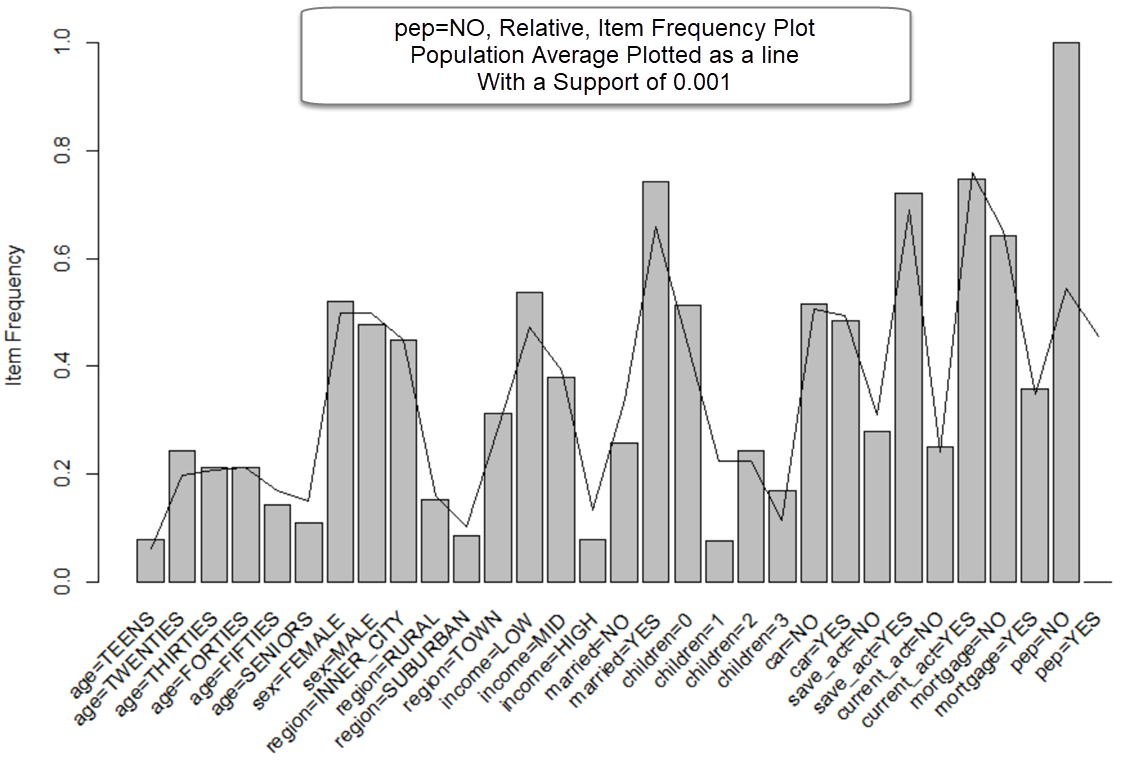 pep=NO, Relative, Item Frequency Plot
Population Average Plotted as a line
With a Support of 0.001
Item Frequency
1.0
0.8
0.6
0.4
0.2
0.0
age=TEENS
age=TWENTIES
age=THIRTIES
age=FORTIES
age=FIFTIES
age=SENIORS
sex=FEMALE
sex=MALE
region=INNER_CITY
region=RURAL
region=SUBURBAN
region=TOWN
income=LOW
income=MID
income=HIGH
married=NO
married=YES
children=0
children=1
children=2
children=3
car=NO
car=YES
save_act=NO
save_act=YES
current_act=NO
current_act=YES
mortgage=NO
mortgage=YES
pep=NO
pep=YES